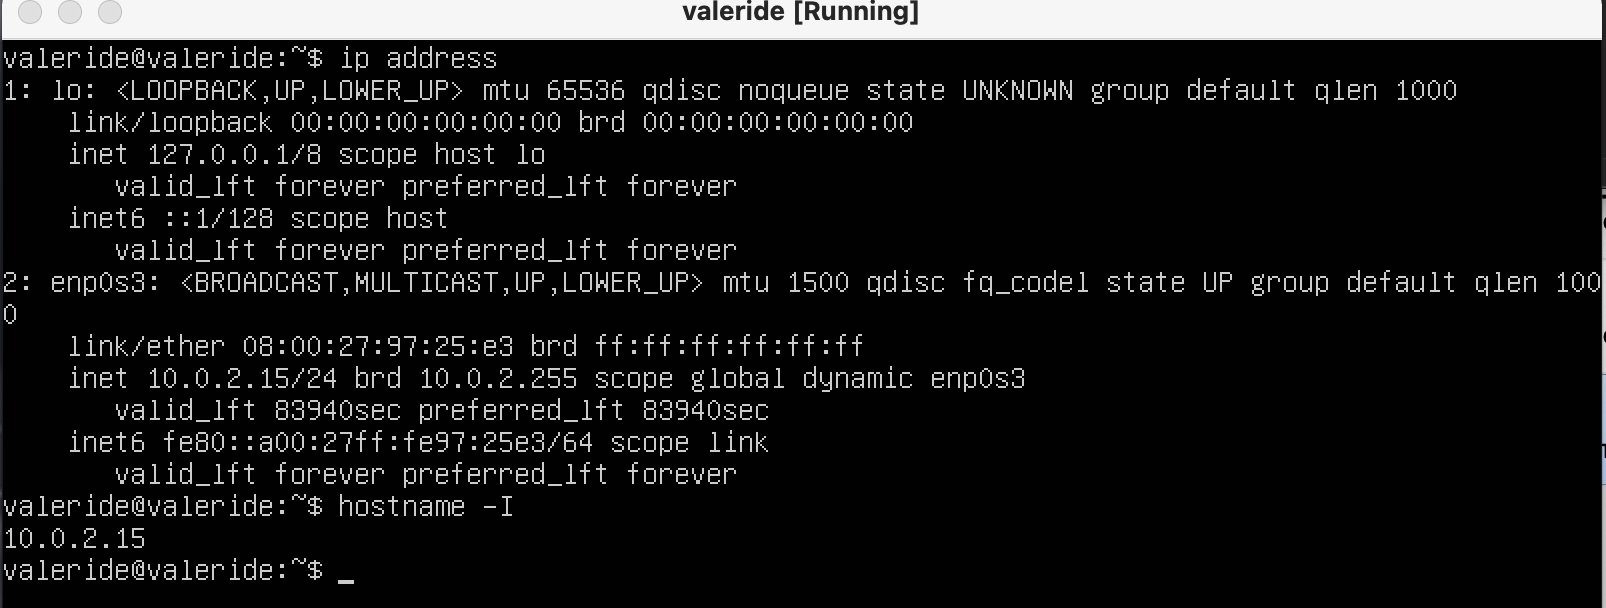 valeride [Running]
valeride@valeride:~$ ip address
1: lo: <LOOPBACK,UP,LOWER_UP> mtu 65536 qdisc noqueue state UNKNOWN group default qlen 1000
    link/loopback 00:00:00:00:00:00 brd 00:00:00:00:00:00
    inet 127.0.0.1/8 scope host lo
       valid_lft forever preferred_lft forever
    inet6 ::1/128 scope host
       valid_lft forever preferred_lft forever
2: enp0s3: <BROADCAST,MULTICAST,UP,LOWER_UP> mtu 1500 qdisc fq_codel state UP group default qlen 100
0
    link/ether 08:00:27:97:25:e3 brd ff:ff:ff:ff:ff:ff
    inet 10.0.2.15/24 brd 10.0.2.255 scope global dynamic enp0s3
       valid_lft 83940sec preferred_lft 83940sec
    inet6 fe80::a00:27ff:fe97:25e3/64 scope link
       valid_lft forever preferred_lft forever
valeride@valeride:~$ hostname -I
10.0.2.15
valeride@valeride:~$ _